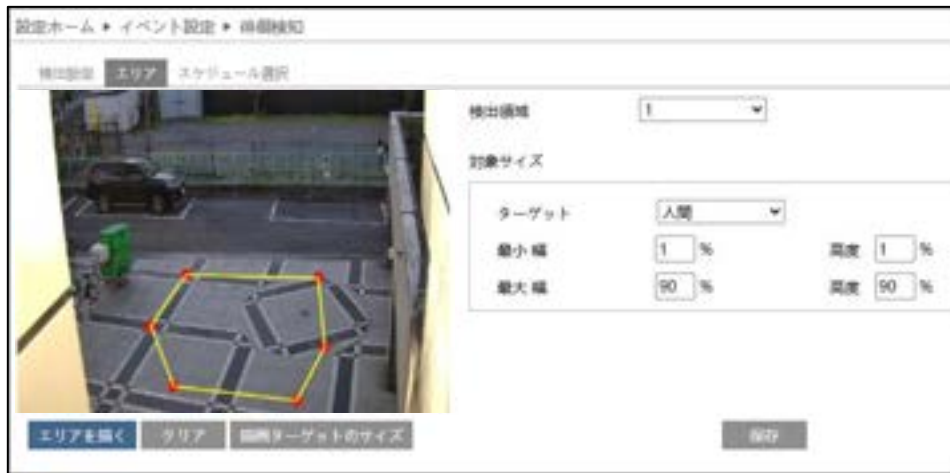 設定ホーム ▸ イベント設定 ▸ 徘徊検知
検出設定 エリア スケジュール選択
検出領域 1
対象サイズ
ターゲット 人間
最小 幅 1 % 高度 1 %
最大 幅 90 % 高度 90 %
エリアを描く クリア ターゲットのサイズ 保存